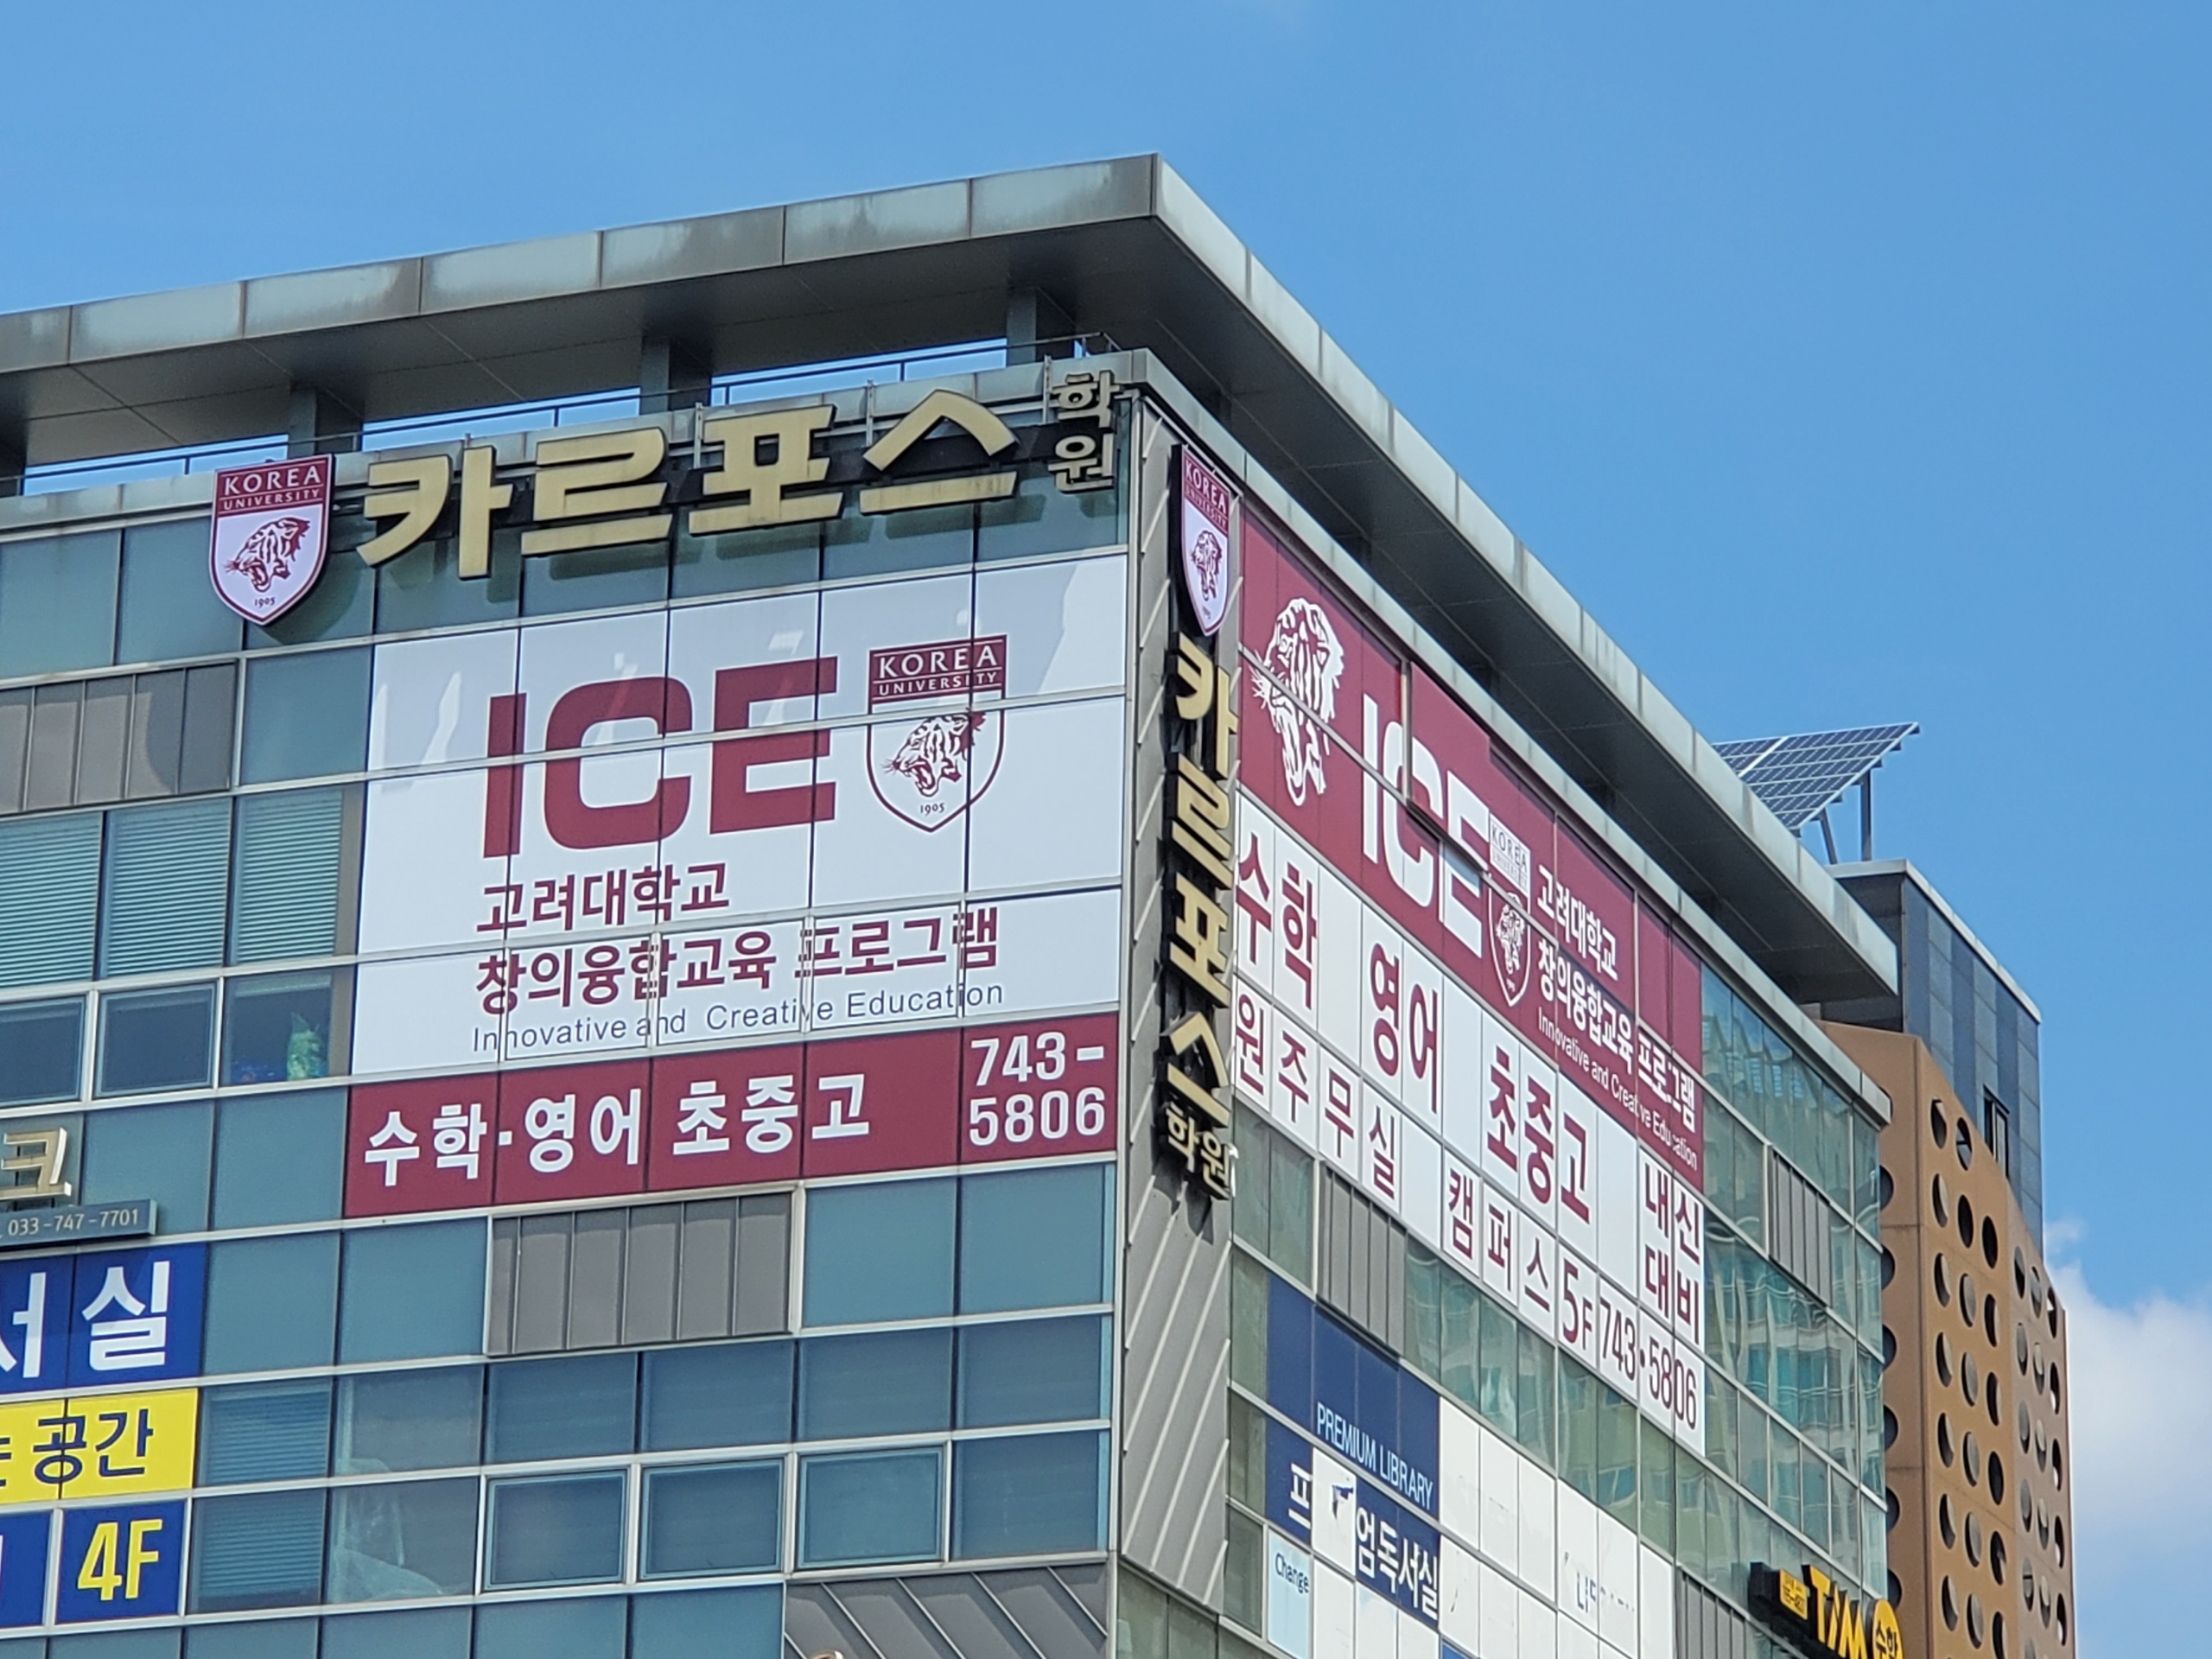 카르포스 학원
KOREA
UNIVERSITY
1905
ICE
KOREA
UNIVERSITY
1905
고려대학교
창의융합교육 프로그램
Innovative and Creative Education
수학·영어 초중고
743-
5806
033-747-7701
서실
공간
4F
KOREA
UNIVERSITY
카르포스 학원
ICE
KOREA
고려대학교
창의융합교육 프로그램
Innovative and Creative Education
수학 영어 초중고
내신
대비
원주무실 캠퍼스 5F 743·5806
PREMIUM LIBRARY
프 엄독서실
Change
TIM 수학